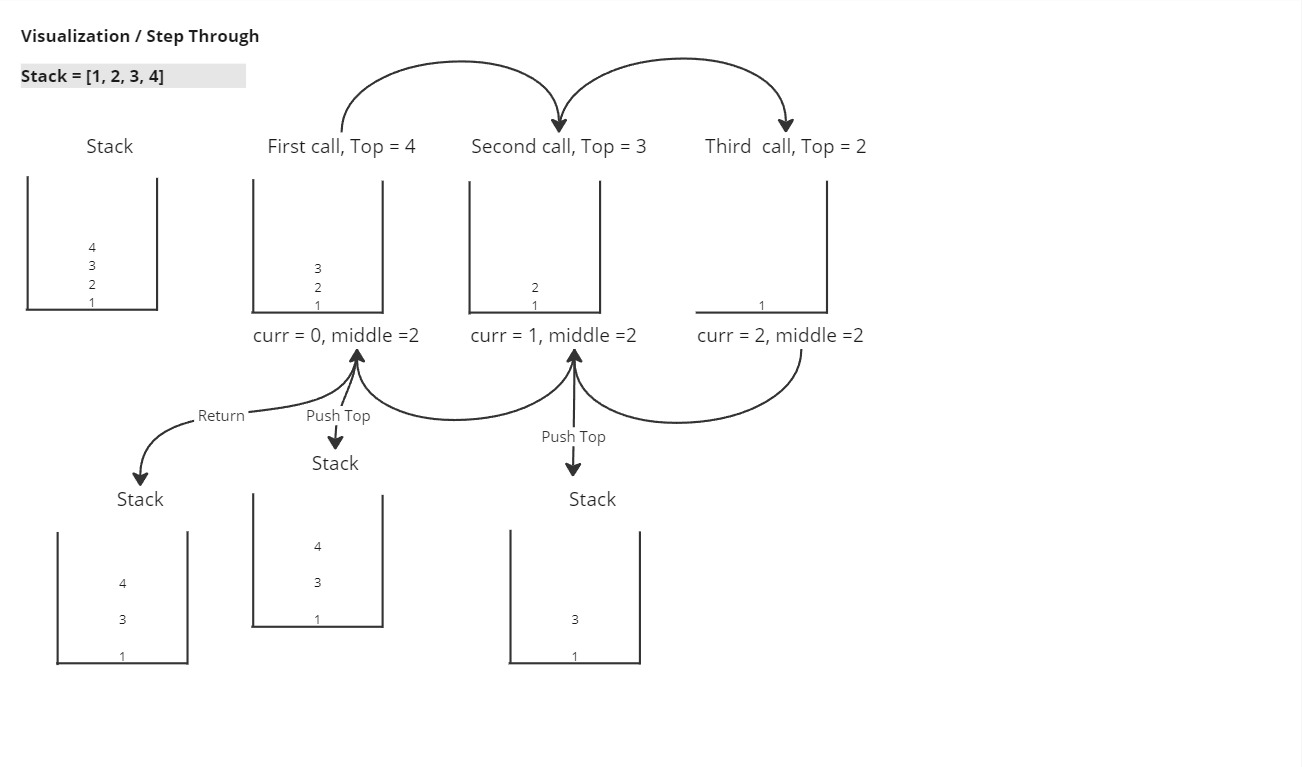 Visualization / Step Through
Stack = [1, 2, 3, 4]
Stack
First call, Top = 4
Second call, Top = 3
Third  call, Top = 2
4
3
2
1
3
2
1
2
1
1
curr = 0, middle =2
curr = 1, middle =2
curr = 2, middle =2
Return
Push Top
Push Top
Stack
4
3
1
Stack
4
3
1
Stack
3
1